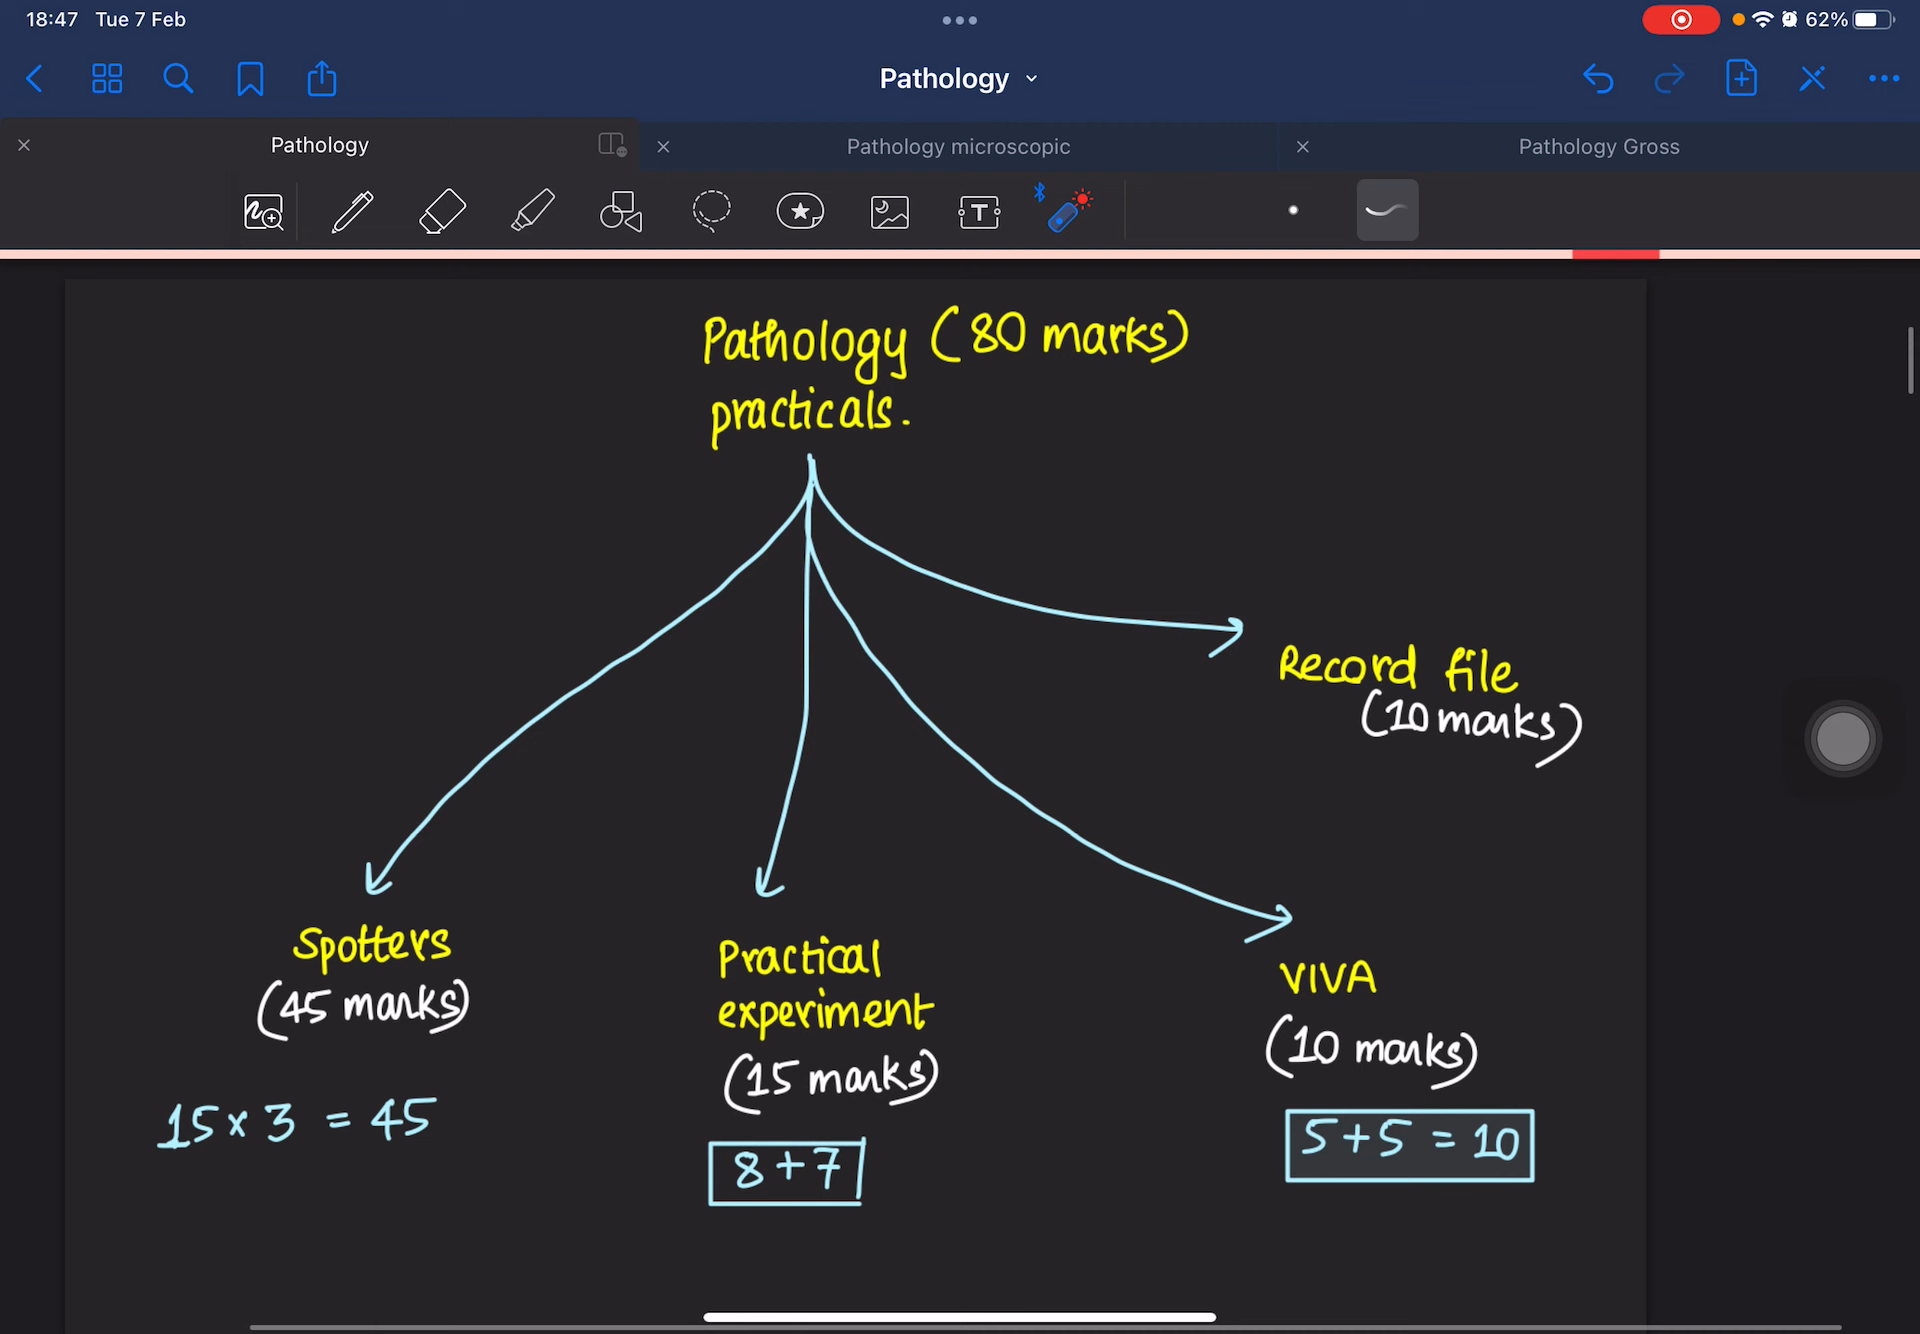 18:47 Tue 7 Feb
62%
Pathology
Pathology
Pathology microscopic
Pathology Gross
T
Pathology (80 marks)
practicals.
Record file
(10 marks)
Spotters
(45 marks)
15 × 3 = 45
Practical
experiment
(15 marks)
8+7
VIVA
(10 marks)
5+5 = 10